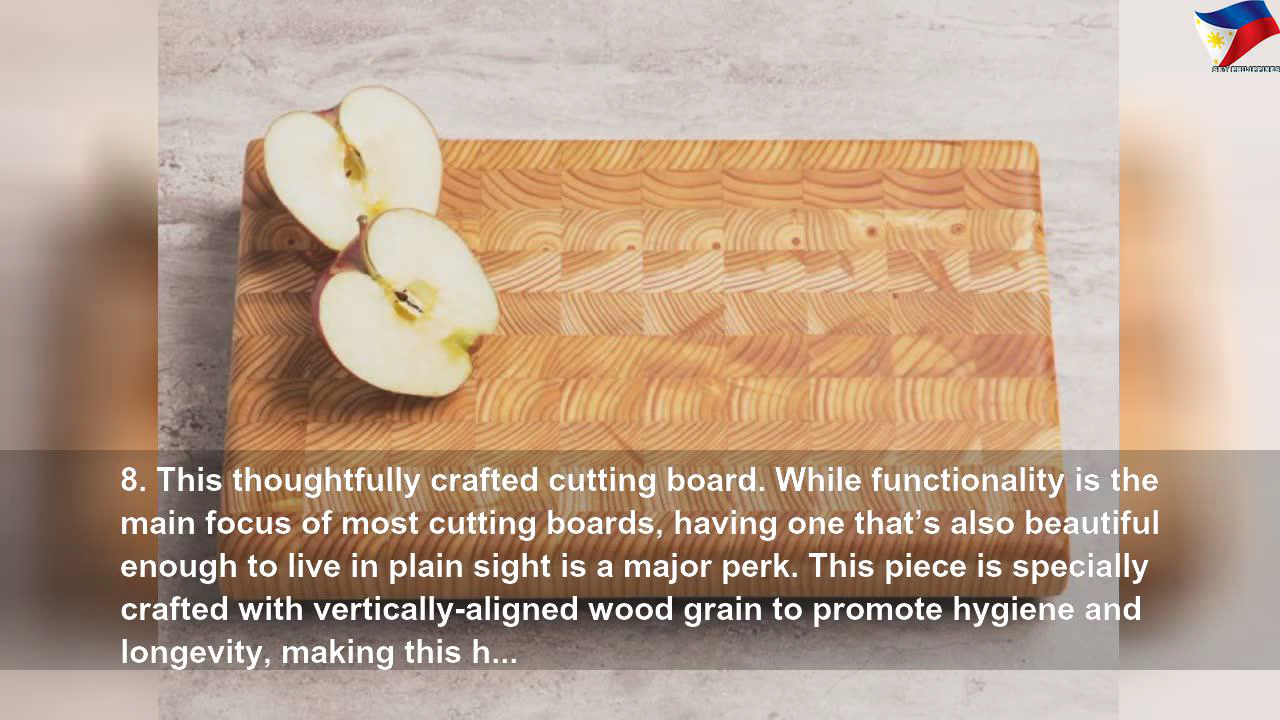 SKYPHILIPPINES
8. This thoughtfully crafted cutting board. While functionality is the
main focus of most cutting boards, having one that’s also beautiful
enough to live in plain sight is a major perk. This piece is specially
crafted with vertically-aligned wood grain to promote hygiene and
longevity, making this h...